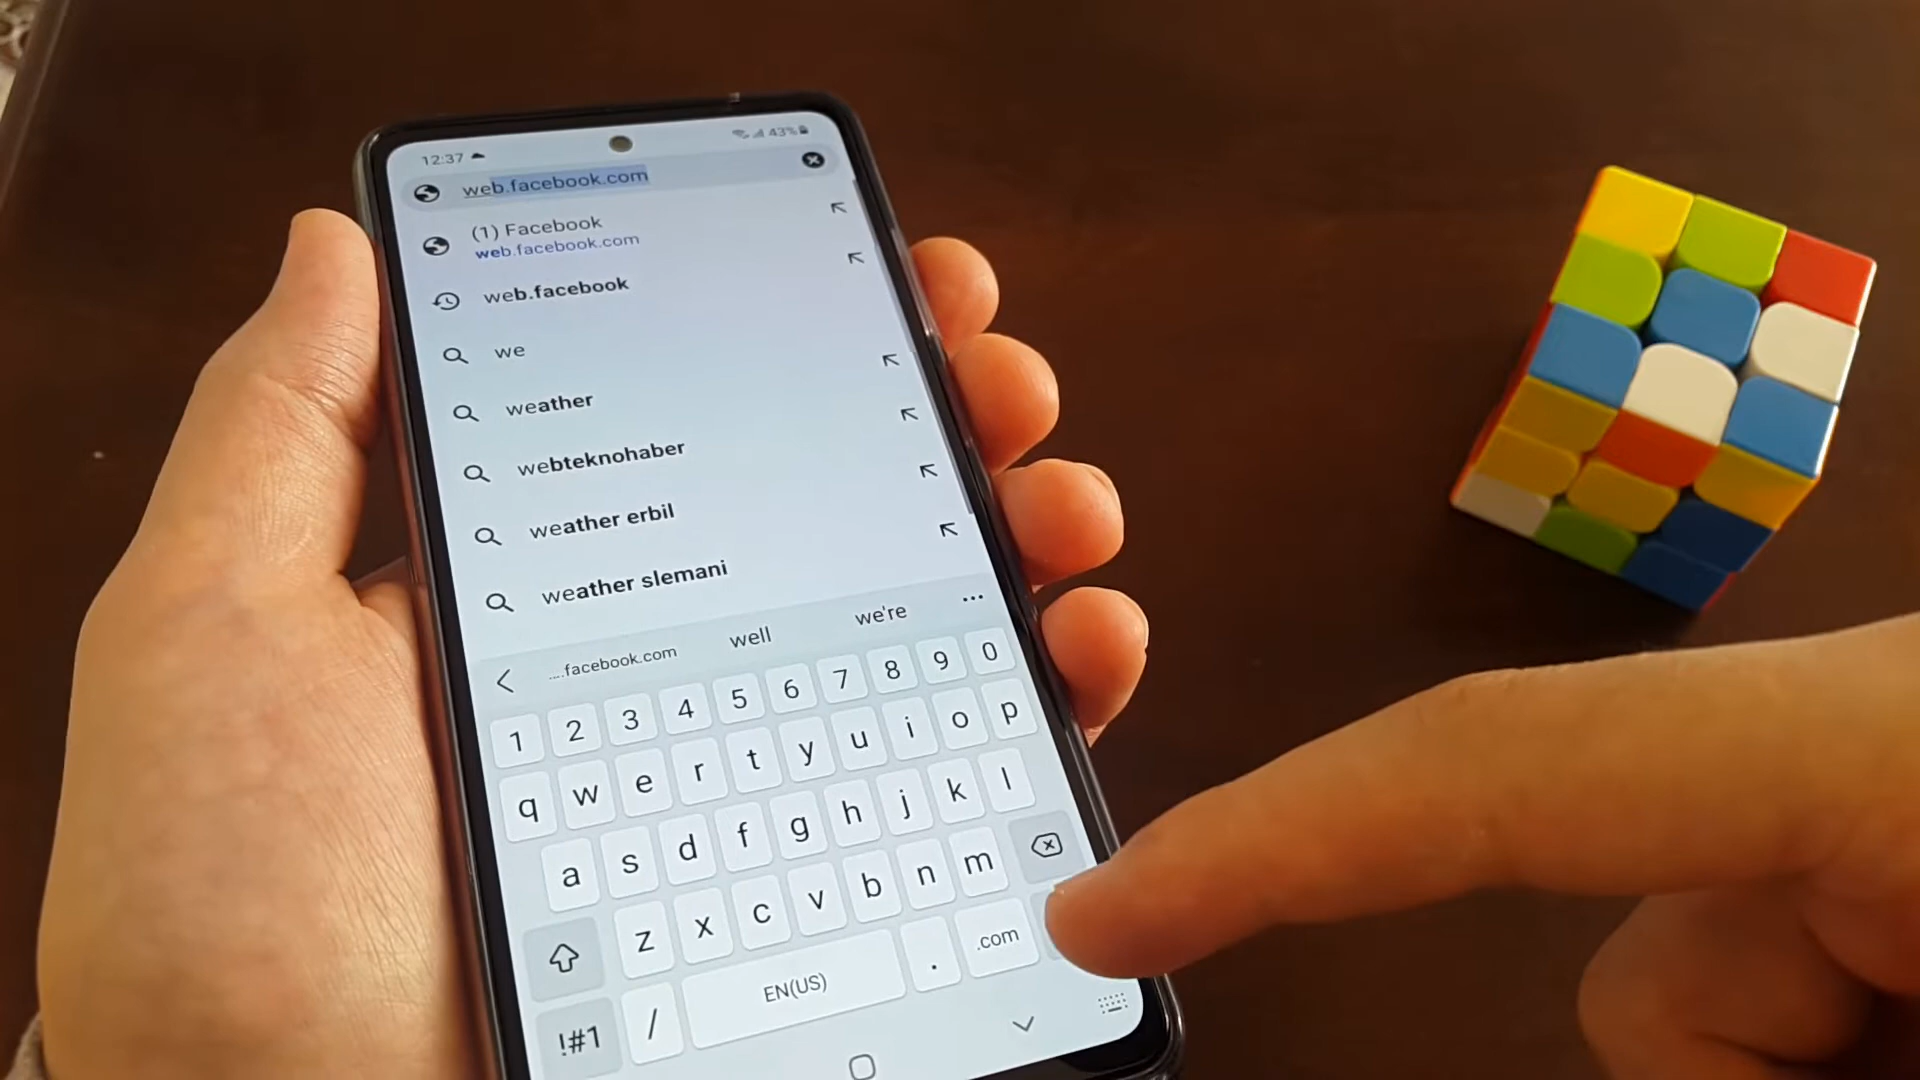 12:37 43%
web.facebook.com
(1) Facebook
web.facebook.com
web.facebook
we
weather
webteknohaber
weather erbil
weather slemani
....facebook.com well we're ...
1 2 3 4 5 6 7 8 9 0
q w e r t y u i o p
a s d f g h j k l
z x c v b n m
!#1 / EN(US) . .com